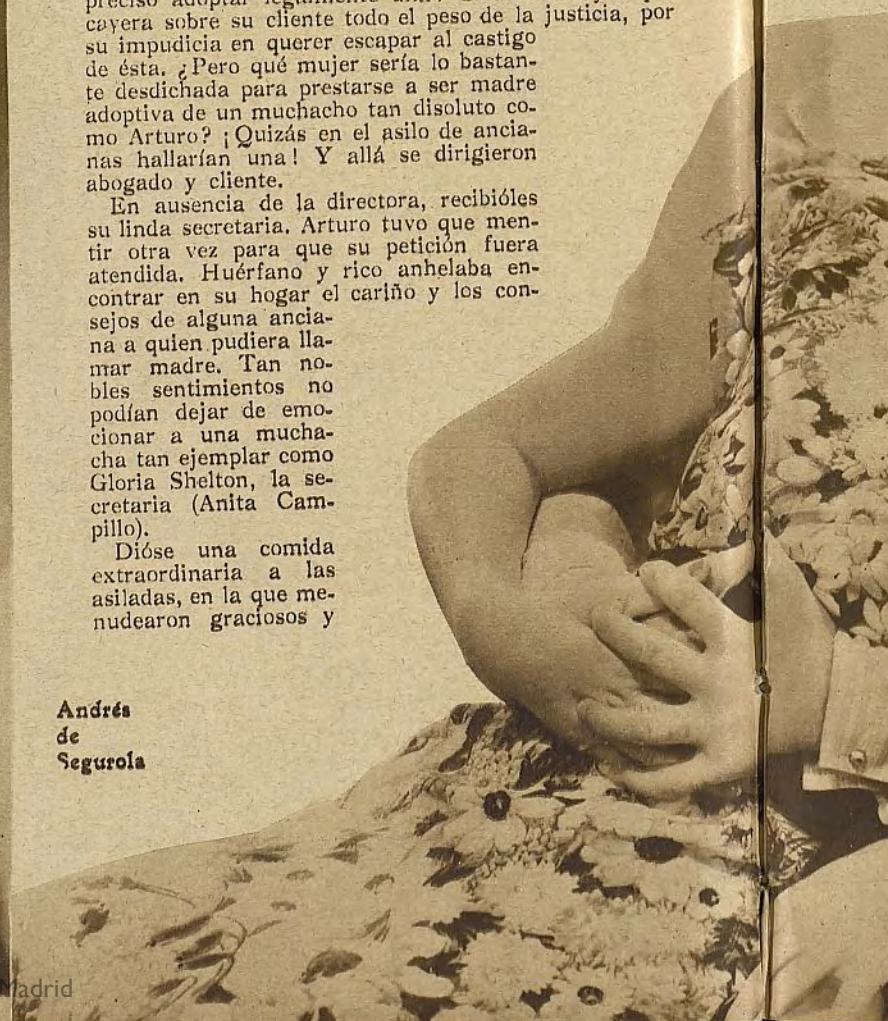 preciso adoptar legalmente
cayera sobre su cliente todo el peso de la justicia, por
su impudicia en querer escapar al castigo
de ésta. ¿Pero qué mujer sería lo bastan-
te desdichada para prestarse a ser madre
adoptiva de un muchacho tan disoluto co-
mo Arturo? ¡Quizás en el asilo de ancia-
nas hallarían una! Y allá se dirigieron
abogado y cliente.
En ausencia de la directora, recibióles
su linda secretaria. Arturo tuvo que men-
tir otra vez para que su petición fuera
atendida. Huérfano y rico anhelaba en-
contrar en su hogar el cariño y los con-
sejos de alguna ancia-
na a quien pudiera lla-
mar madre. Tan no-
bles sentimientos no
podían dejar de emo-
cionar a una mucha-
cha tan ejemplar como
Gloria Shelton, la se-
cretaria (Anita Cam-
pillo).
Dióse una comida
extraordinaria a las
asiladas, en la que me-
nudearon graciosos y
Andrés
de
Segurola
Madrid